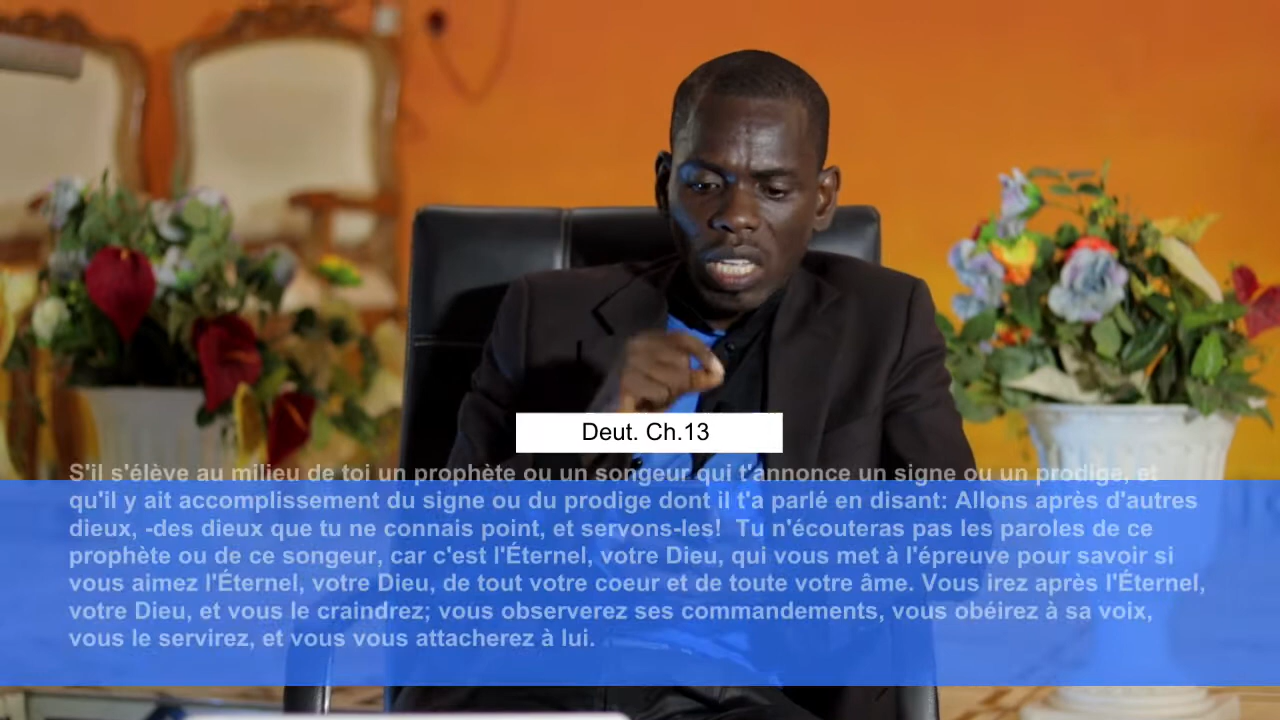 Deut. Ch.13
S'il s'élève au milieu de toi un prophète ou un songeur qui t'annonce un signe ou un prodige, et
qu'il y ait accomplissement du signe ou du prodige dont il t'a parlé en disant: Allons après d'autres
dieux, -des dieux que tu ne connais point, et servons-les!  Tu n'écouteras pas les paroles de ce
prophète ou de ce songeur, car c'est l'Éternel, votre Dieu, qui vous met à l'épreuve pour savoir si
vous aimez l'Éternel, votre Dieu, de tout votre coeur et de toute votre âme. Vous irez après l'Éternel,
votre Dieu, et vous le craindrez; vous observerez ses commandements, vous obéirez à sa voix,
vous le servirez, et vous vous attacherez à lui.